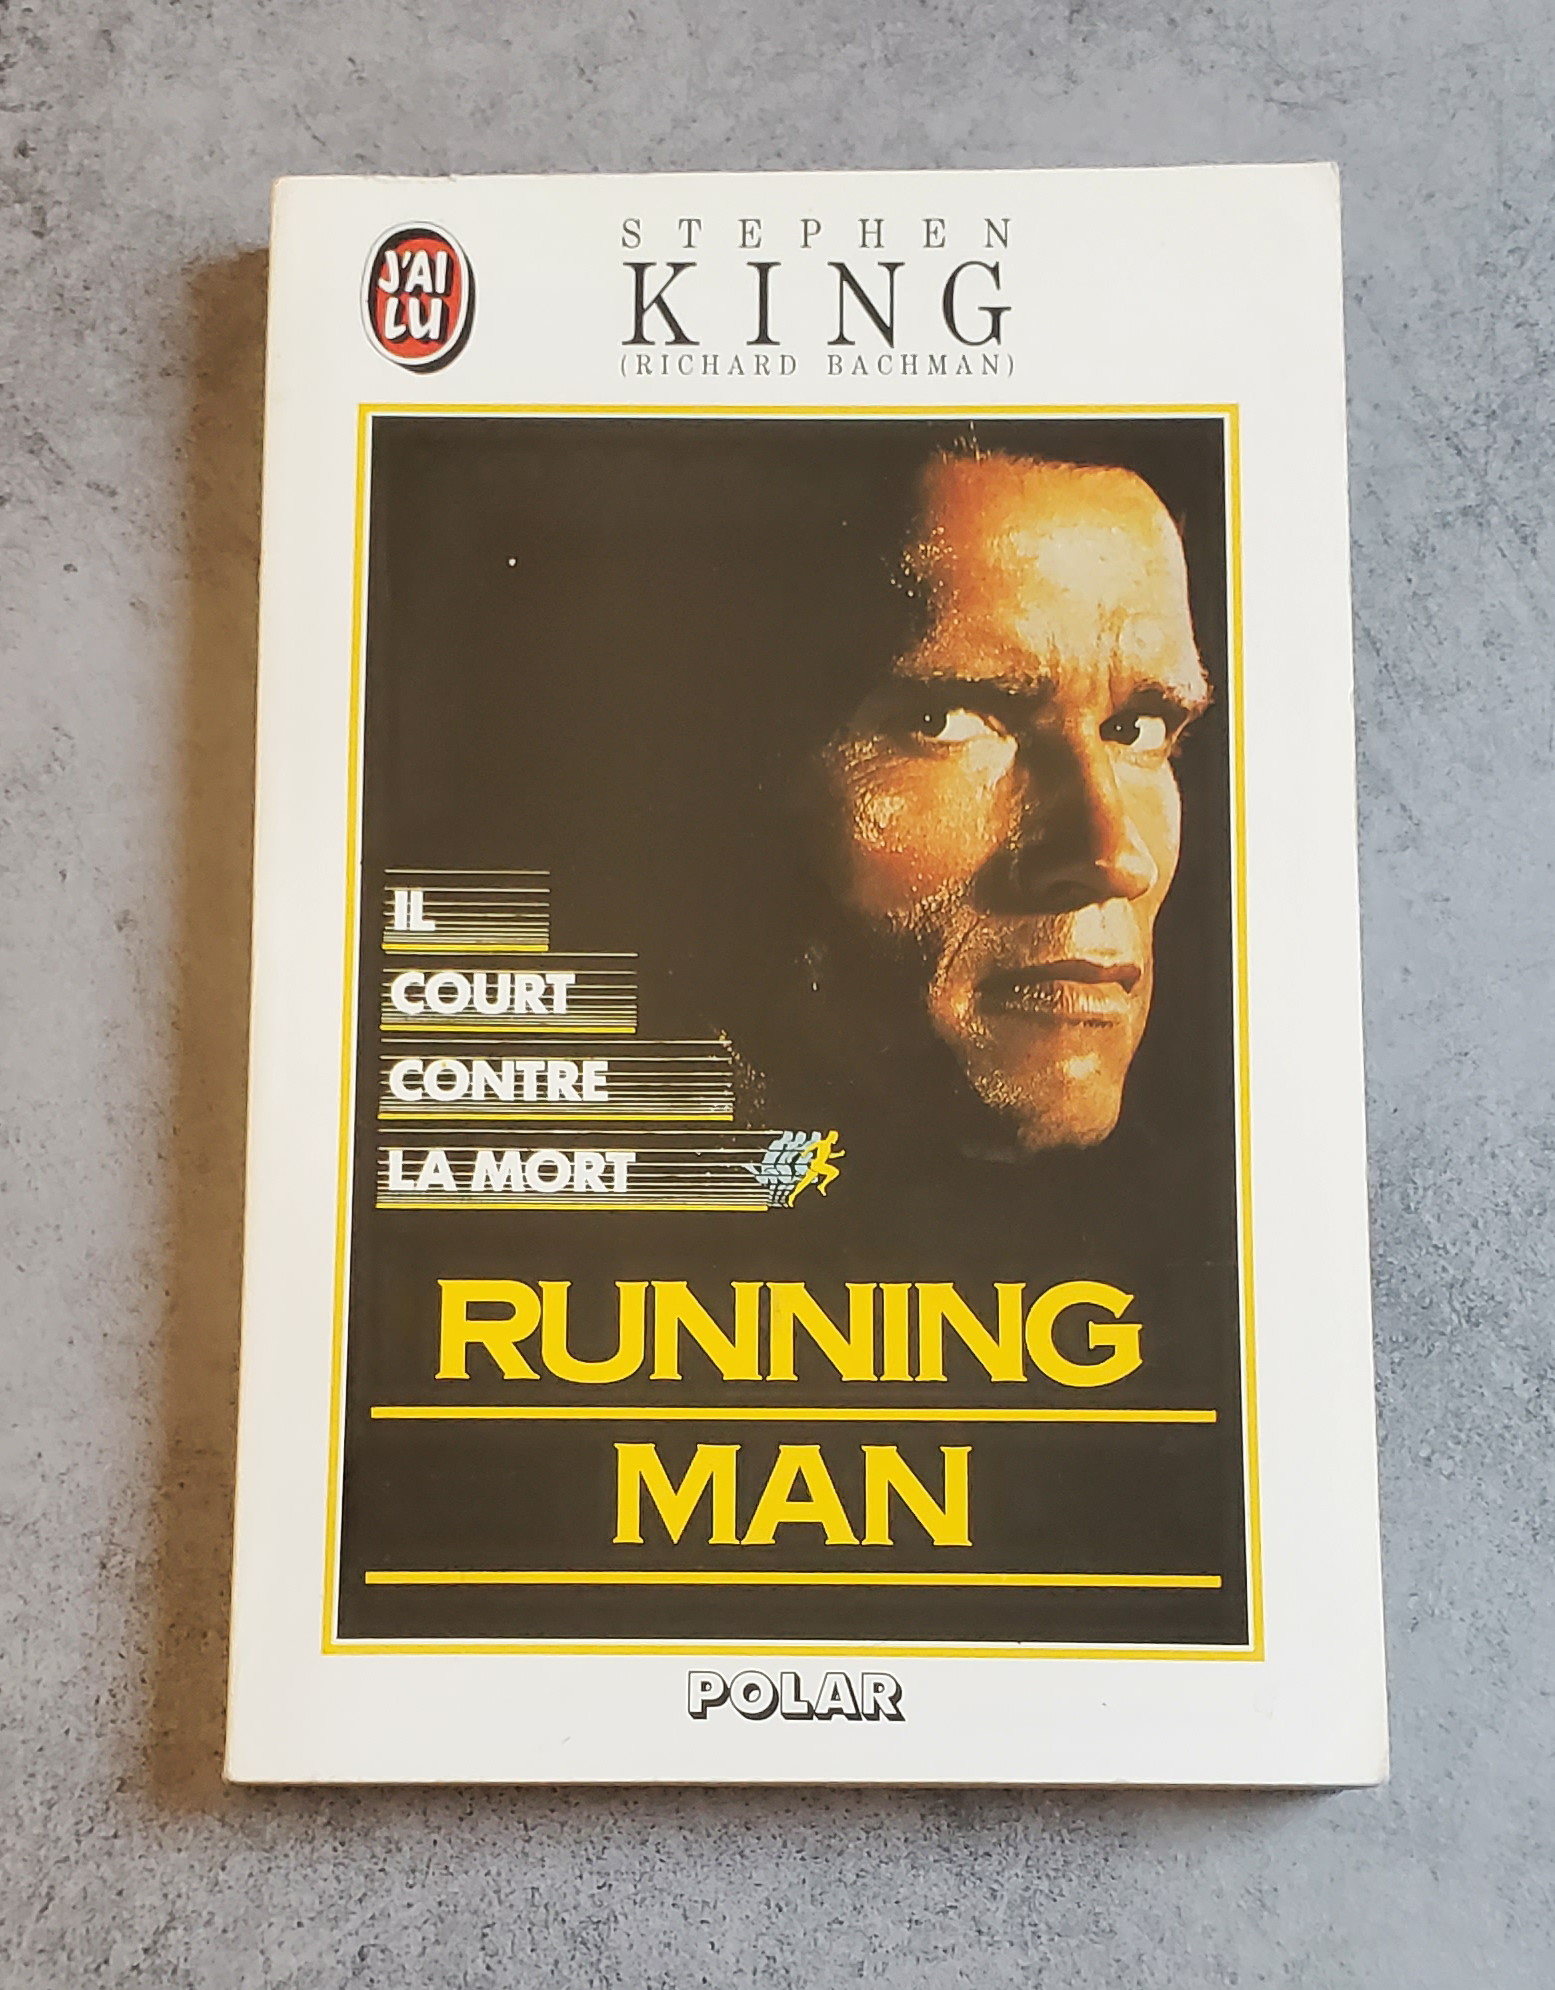 J'AI
LU
STEPHEN
KING
(RICHARD BACHMAN)
IL
COURT
CONTRE
LA MORT
RUNNING
MAN
POLAR